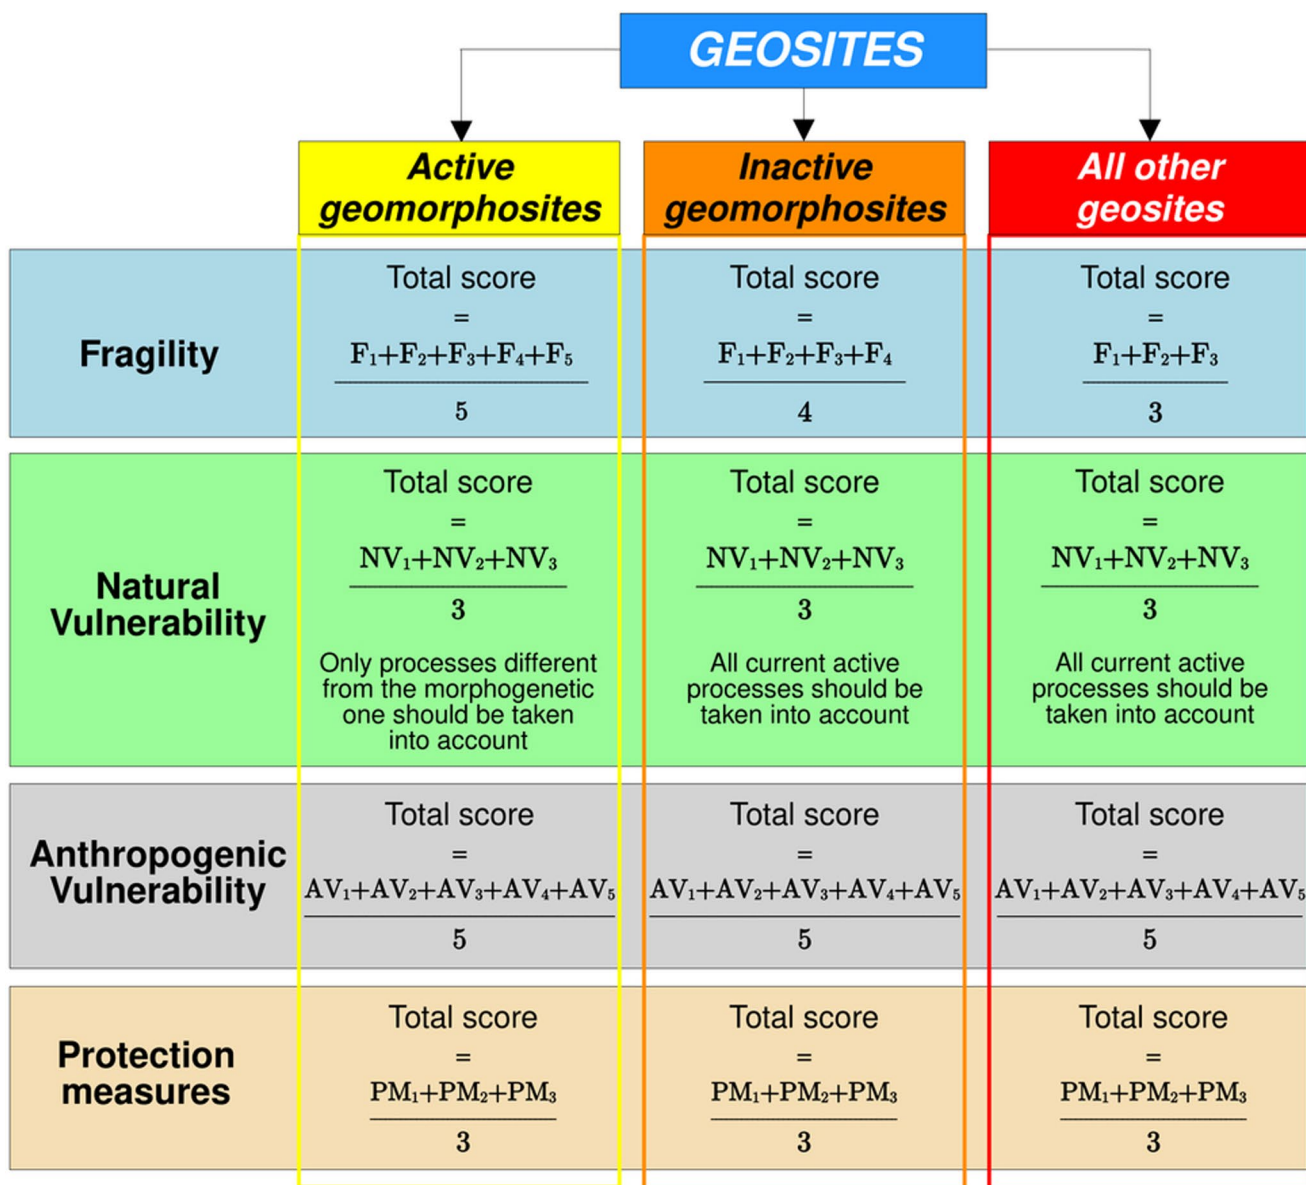 GEOSITES
Active
geomorphosites
Inactive
geomorphosites
All other
geosites
Fragility
Total score
=
F₁+F₂+F₃+F₄+F₅
5
Total score
=
F₁+F₂+F₃+F₄
4
Total score
=
F₁+F₂+F₃
3
Natural
Vulnerability
Total score
=
NV₁+NV₂+NV₃
3
Only processes different
from the morphogenetic
one should be taken
into account
Total score
=
NV₁+NV₂+NV₃
3
All current active
processes should be
taken into account
Total score
=
NV₁+NV₂+NV₃
3
All current active
processes should be
taken into account
Anthropogenic
Vulnerability
Total score
=
AV₁+AV₂+AV₃+AV₄+AV₅
5
Total score
=
AV₁+AV₂+AV₃+AV₄+AV₅
5
Total score
=
AV₁+AV₂+AV₃+AV₄+AV₅
5
Protection
measures
Total score
=
PM₁+PM₂+PM₃
3
Total score
=
PM₁+PM₂+PM₃
3
Total score
=
PM₁+PM₂+PM₃
3